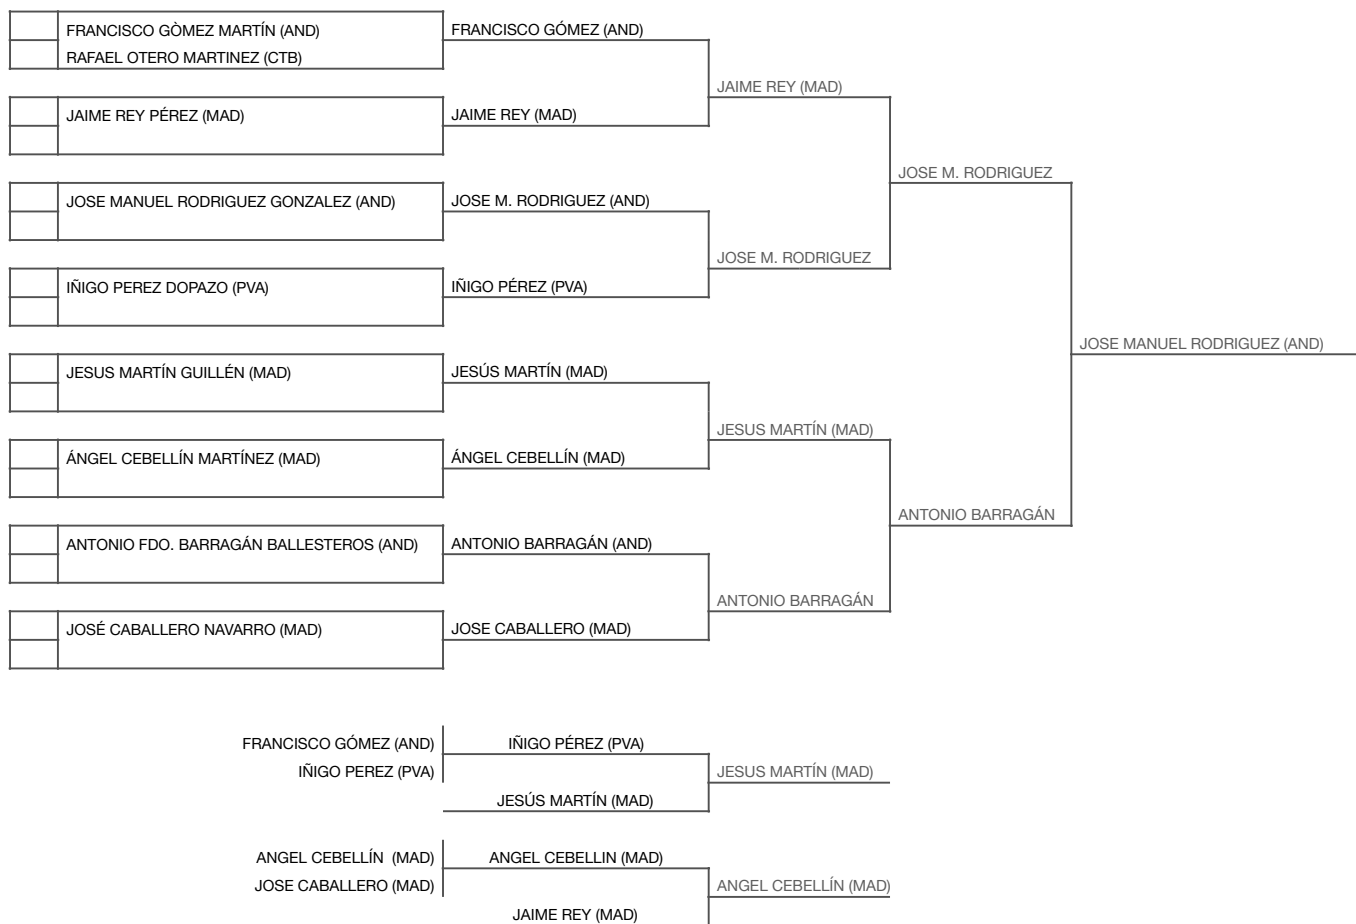 FRANCISCO GÒMEZ MARTÍN (AND)
RAFAEL OTERO MARTINEZ (CTB)
FRANCISCO GÓMEZ (AND)
JAIME REY (MAD)
JAIME REY PÉREZ (MAD)
JAIME REY (MAD)
JOSE M. RODRIGUEZ
JOSE MANUEL RODRIGUEZ GONZALEZ (AND)
JOSE M. RODRIGUEZ (AND)
JOSE M. RODRIGUEZ
IÑIGO PEREZ DOPAZO (PVA)
IÑIGO PÉREZ (PVA)
JOSE MANUEL RODRIGUEZ (AND)
JESUS MARTÍN GUILLÉN (MAD)
JESÚS MARTÍN (MAD)
JESUS MARTÍN (MAD)
ÁNGEL CEBELLÍN MARTÍNEZ (MAD)
ÁNGEL CEBELLÍN (MAD)
ANTONIO BARRAGÁN
ANTONIO FDO. BARRAGÁN BALLESTEROS (AND)
ANTONIO BARRAGÁN (AND)
ANTONIO BARRAGÁN
JOSÉ CABALLERO NAVARRO (MAD)
JOSE CABALLERO (MAD)
FRANCISCO GÓMEZ (AND)
IÑIGO PÉREZ (PVA)
IÑIGO PEREZ (PVA)
JESUS MARTÍN (MAD)
JESÚS MARTÍN (MAD)
ANGEL CEBELLÍN (MAD)
ANGEL CEBELLIN (MAD)
JOSE CABALLERO (MAD)
ANGEL CEBELLÍN (MAD)
JAIME REY (MAD)